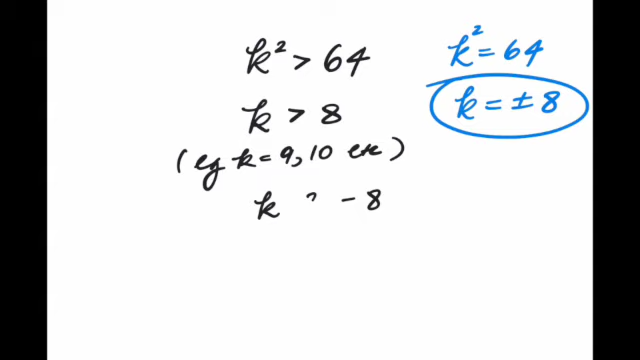 k² > 64
k > 8
(eg k = 9, 10 etc)
k ? - 8
k² = 64
k = ± 8